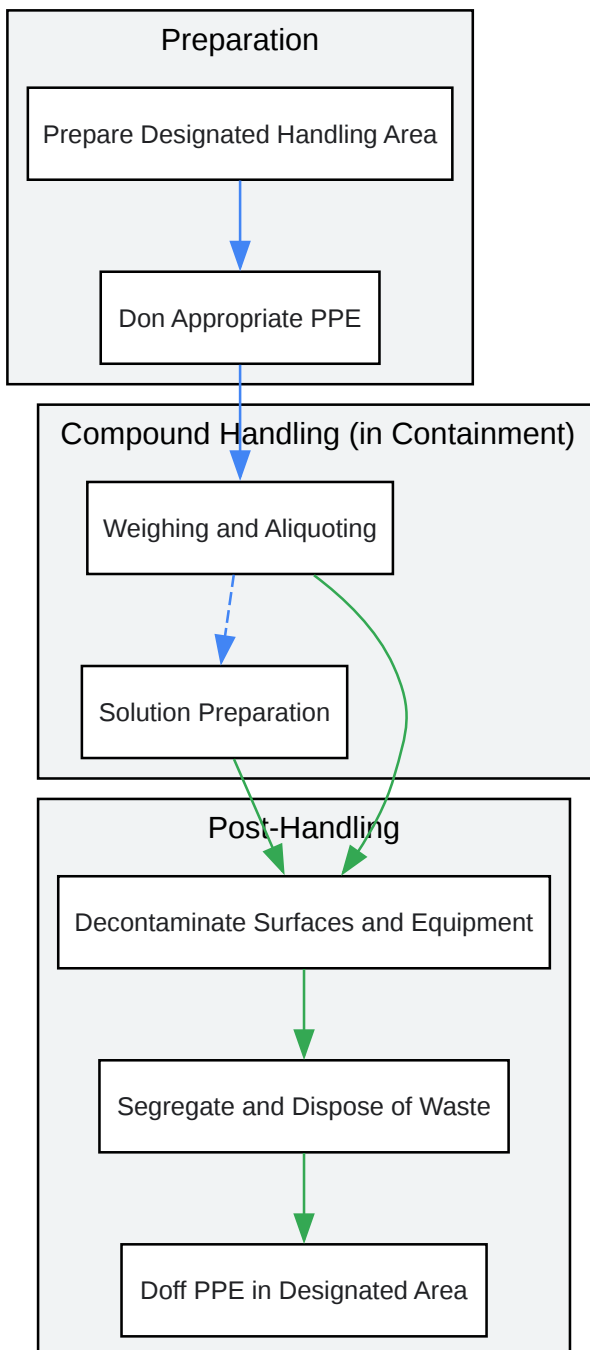 Preparation
Prepare Designated Handling Area
Don Appropriate PPE
Compound Handling (in Containment)
Weighing and Aliquoting
Solution Preparation
Post-Handling
Decontaminate Surfaces and Equipment
Segregate and Dispose of Waste
Doff PPE in Designated Area